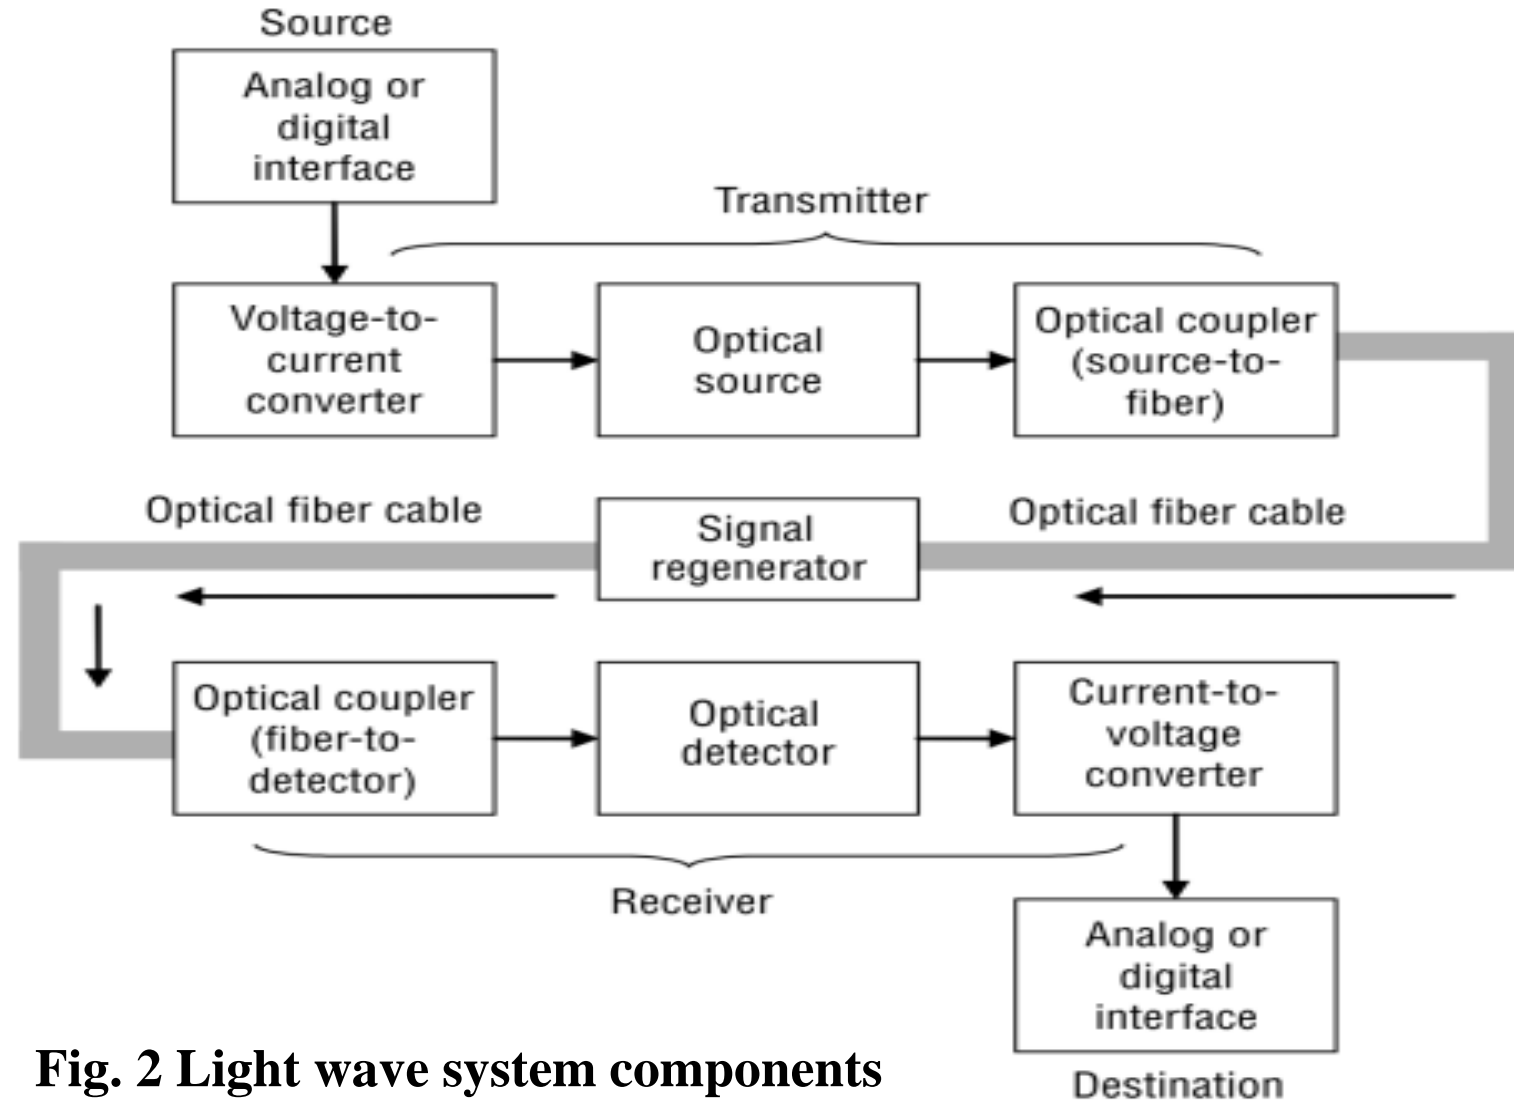 Source
Analog or
digital
interface
Transmitter
Voltage-to-
current
converter
Optical
source
Optical coupler
(source-to-
fiber)
Optical fiber cable
Signal
regenerator
Optical fiber cable
Optical coupler
(fiber-to-
detector)
Optical
detector
Current-to-
voltage
converter
Receiver
Analog or
digital
interface
Destination
Fig. 2 Light wave system components